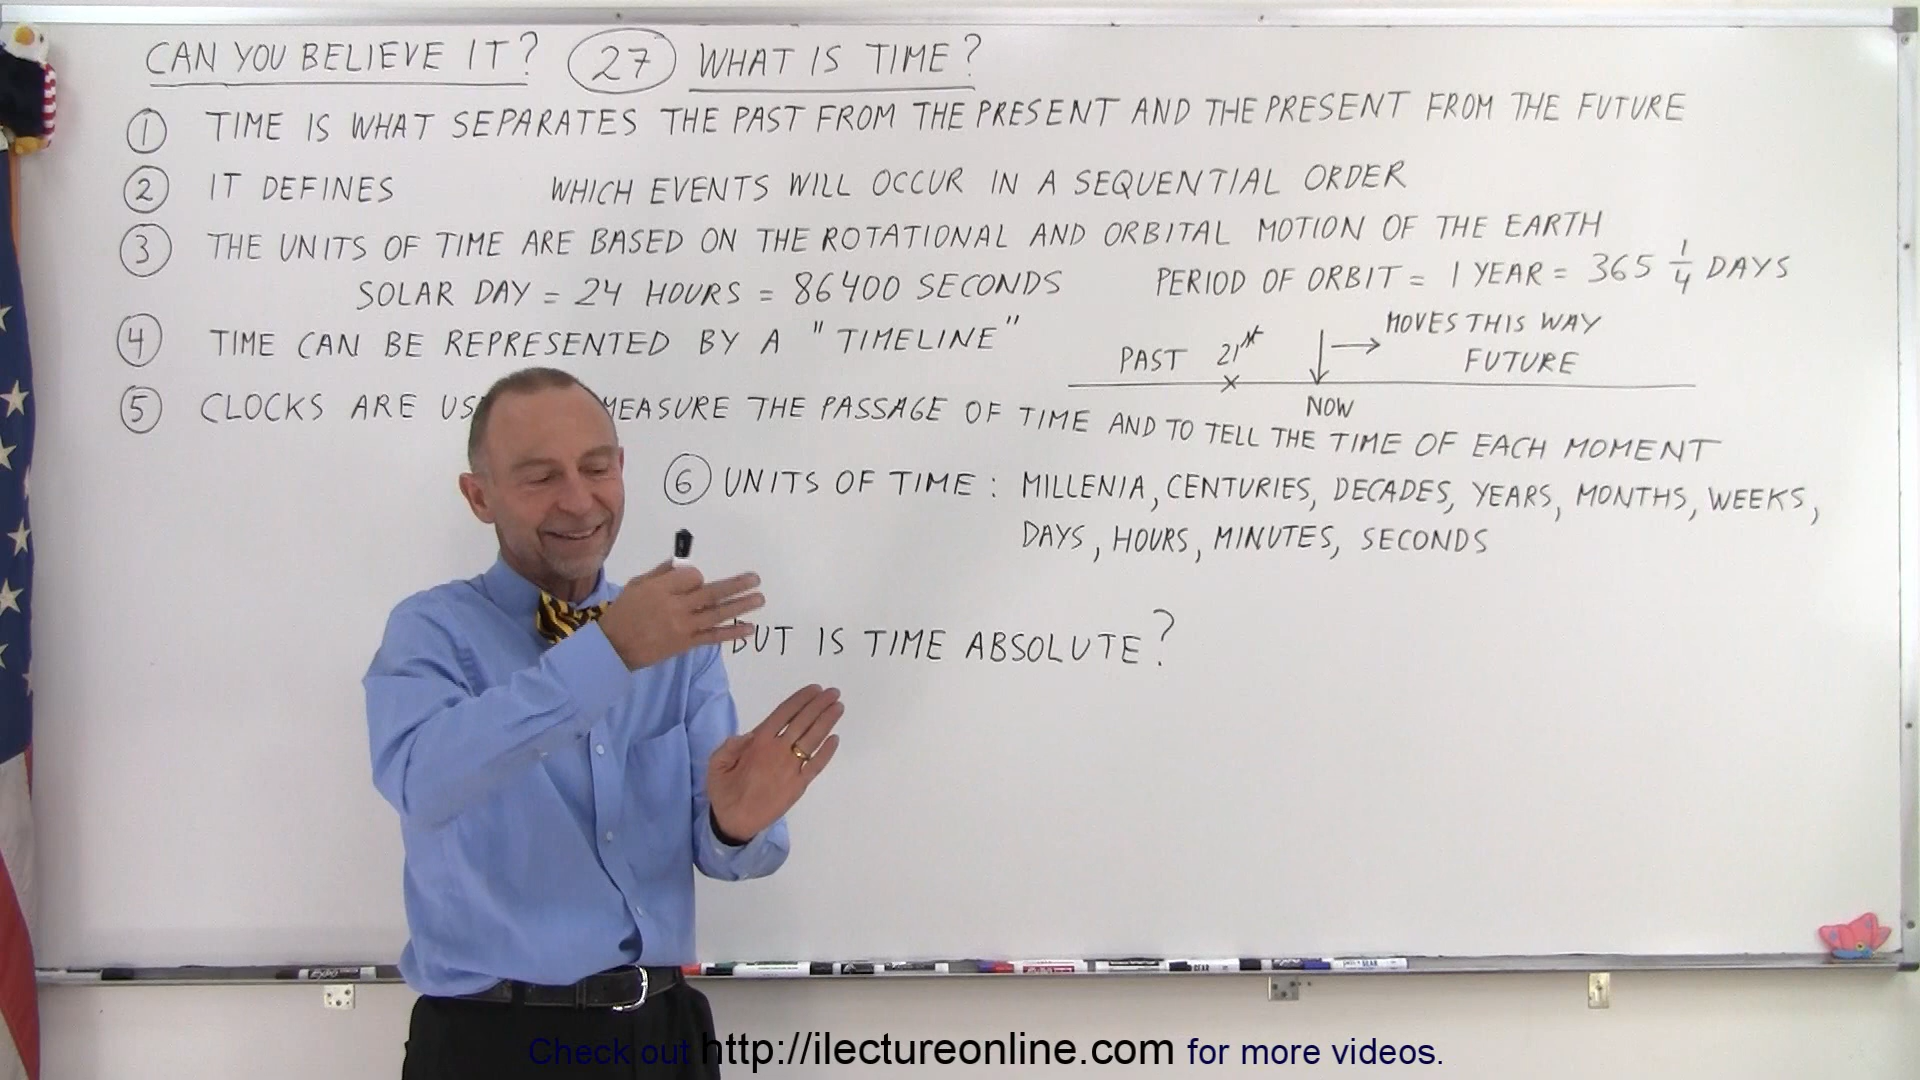 CAN YOU BELIEVE IT? 27 WHAT IS TIME?
1 TIME IS WHAT SEPARATES THE PAST FROM THE PRESENT AND THE PRESENT FROM THE FUTURE
2 IT DEFINES WHICH EVENTS WILL OCCUR IN A SEQUENTIAL ORDER
3 THE UNITS OF TIME ARE BASED ON THE ROTATIONAL AND ORBITAL MOTION OF THE EARTH
SOLAR DAY = 24 HOURS = 86400 SECONDS PERIOD OF ORBIT = 1 YEAR = 365 1/4 DAYS
4 TIME CAN BE REPRESENTED BY A "TIMELINE"
MOVES THIS WAY
PAST 21st FUTURE
NOW
5 CLOCKS ARE US MEASURE THE PASSAGE OF TIME AND TO TELL THE TIME OF EACH MOMENT
6 UNITS OF TIME: MILLENIA, CENTURIES, DECADES, YEARS, MONTHS, WEEKS,
DAYS, HOURS, MINUTES, SECONDS
BUT IS TIME ABSOLUTE?
Check out http://ilectureonline.com for more videos.